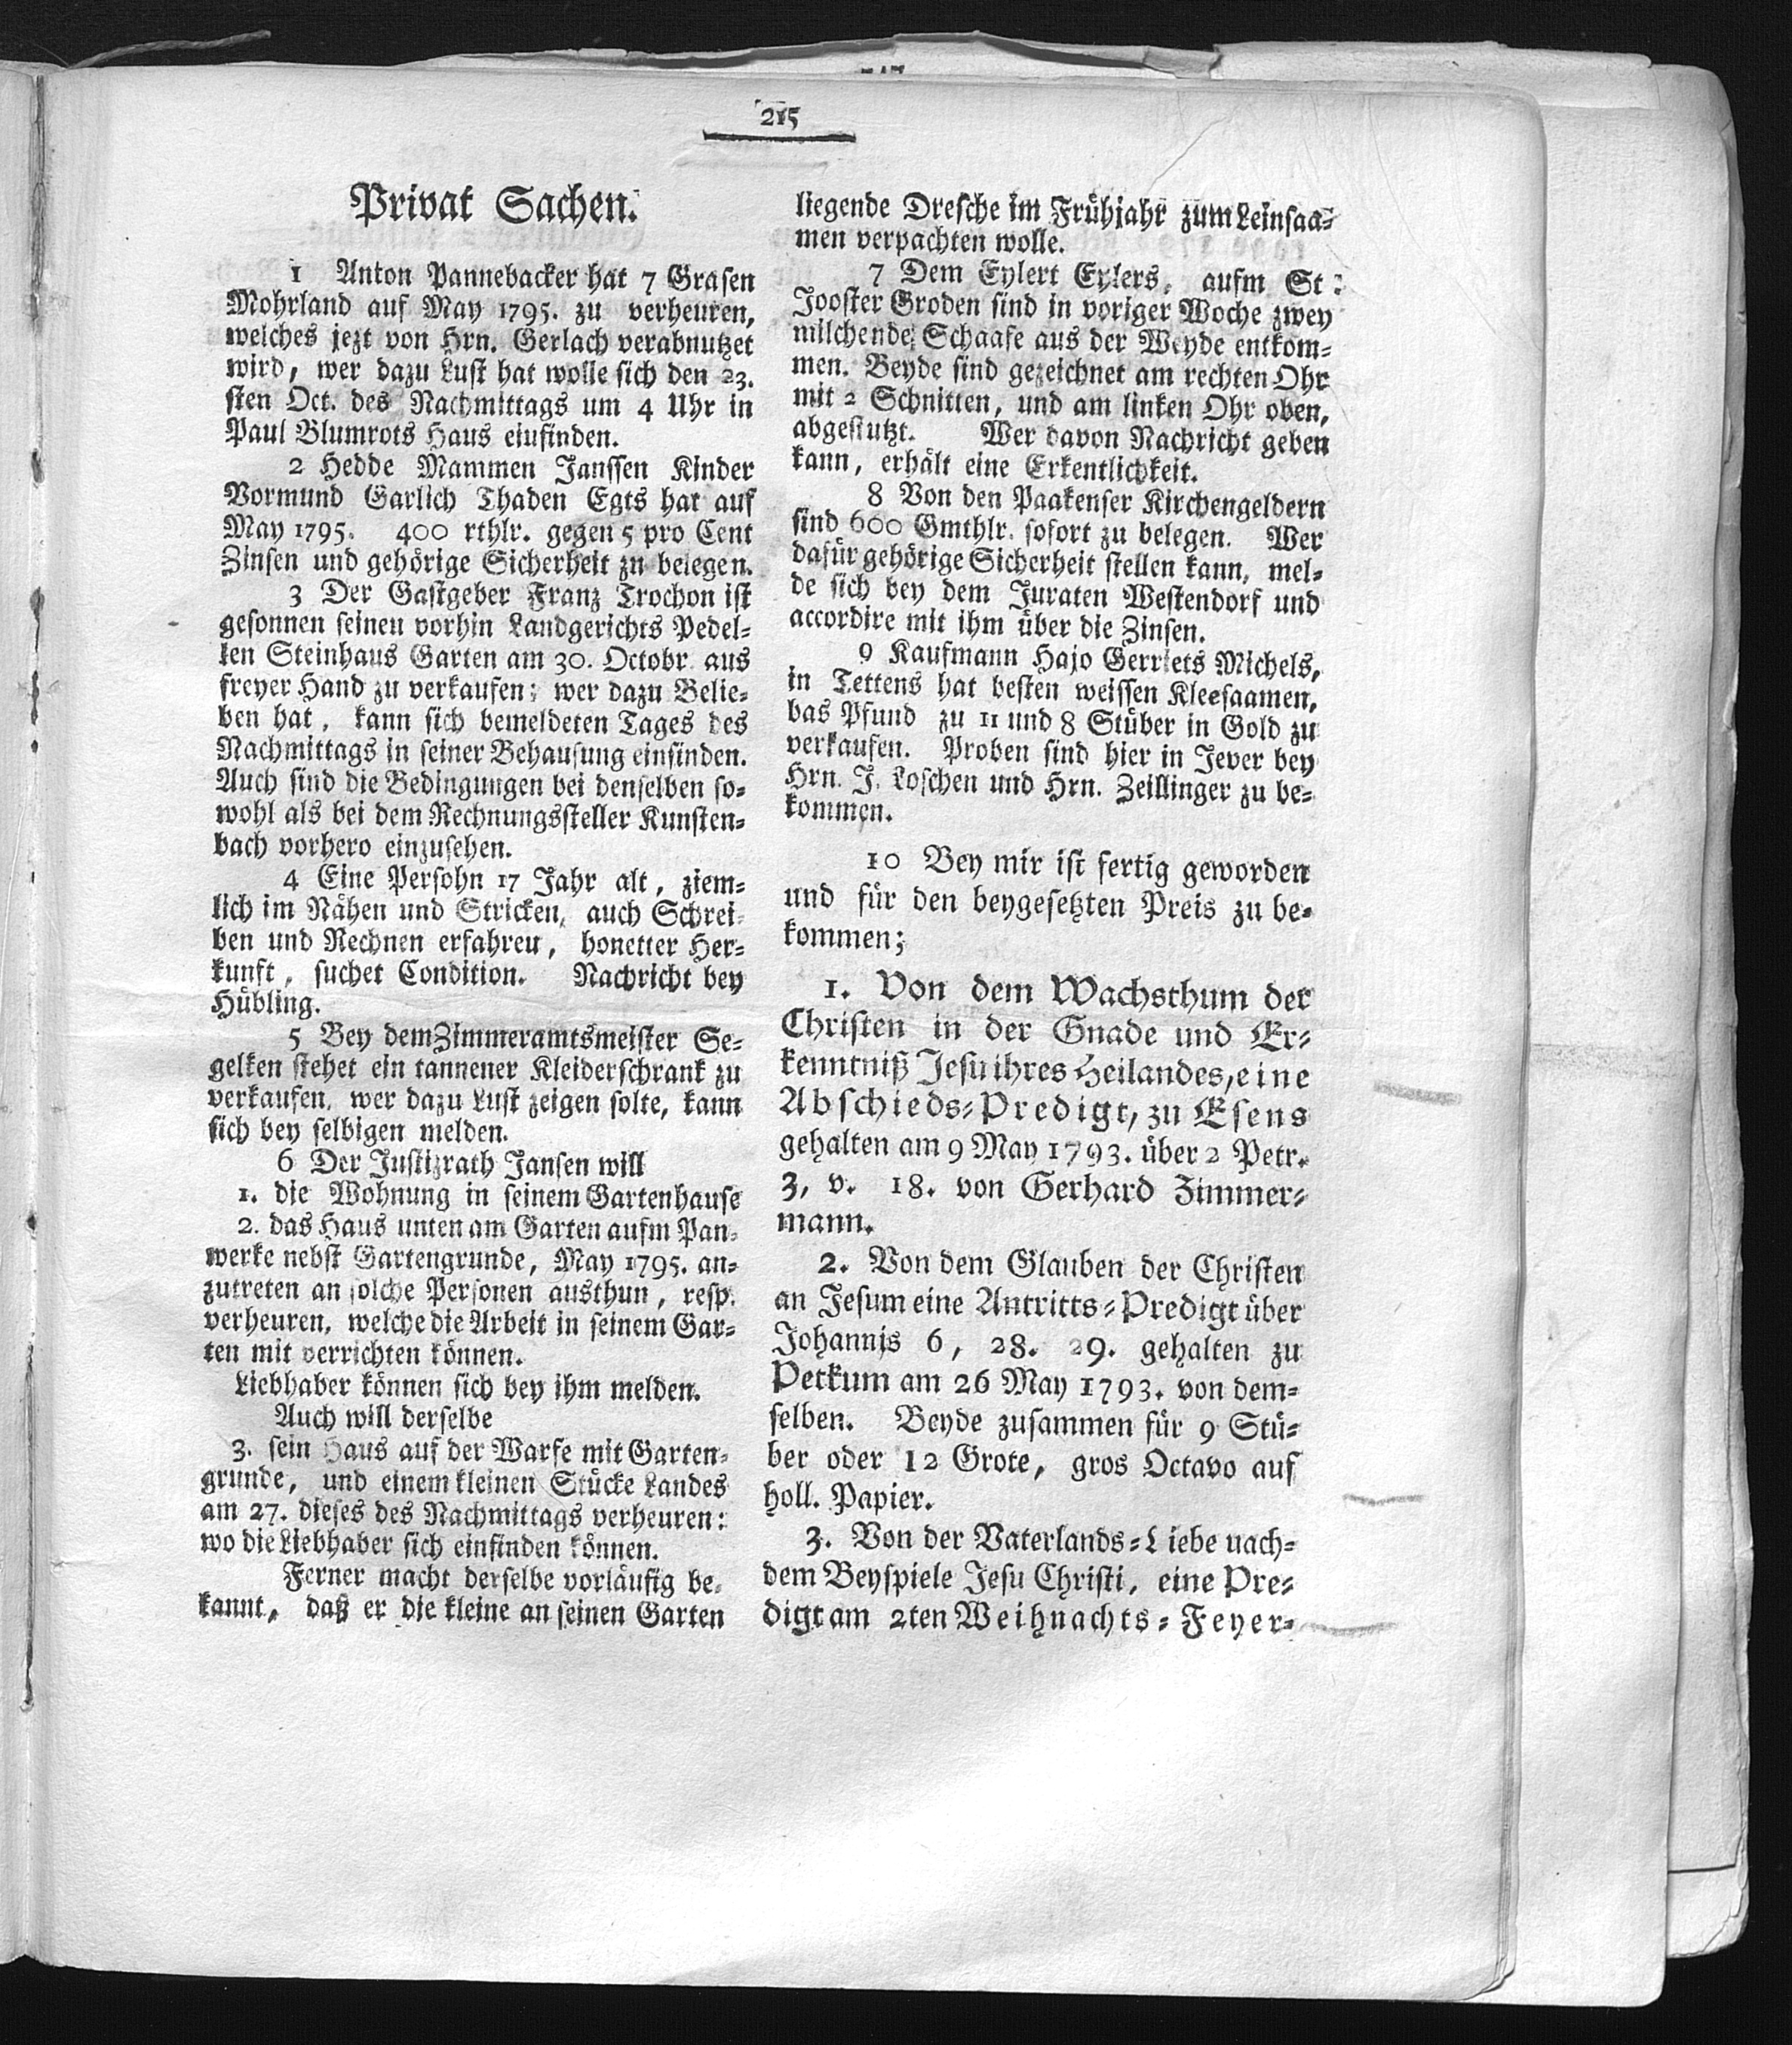 215
Privat Sachen.
1 Anton Pannebacker hat 7 Grasen
Mohrland auf May 1795. zu verheuren,
welches jezt von Hrn. Gerlach verabnutzet
wird, wer dazu Lust hat wolle sich den 23.
sten Oct. des Nachmittags um 4 Uhr in
Paul Blumrots Haus einfinden.
2 Hedde Mammen Janssen Kinder
Vormund Garlich Thaden Egts hat auf
May 1795. 400 rthlr. gegen 5 pro Cent
Zinsen und gehörige Sicherheit zu belegen.
3 Der Gastgeber Franz Trochon ist
gesonnen seinen vorhin Landgerichts Pedel-
len Steinhaus Garten am 30. Octobr. aus
freyer Hand zu verkaufen; wer dazu Belie-
ben hat, kann sich bemeldeten Tages des
Nachmittags in seiner Behausung einfinden.
Auch sind die Bedingungen bei denselben so-
wohl als bei dem Rechnungssteller Kunsten-
bach vorhero einzusehen.
4 Eine Persohn 17 Jahr alt, ziem-
lich im Nähen und Stricken, auch Schrei-
ben und Rechnen erfahren, honetter Her-
kunft, suchet Condition. Nachricht bey
Hübling.
5 Bey dem Zimmeramtsmeister Se-
gelken stehet ein tannener Kleiderschrank zu
verkaufen, wer dazu Lust zeigen solte, kann
sich bey selbigen melden.
6 Der Justizrath Jansen will
1. die Wohnung in seinem Gartenhause
2. das Haus unten am Garten aufm Pan-
werke nebst Gartengrunde, May 1795. an-
zutreten an solche Personen austhun, resp.
verheuren, welche die Arbeit in seinem Gar-
ten mit verrichten können.
Liebhaber können sich bey ihm melden.
Auch will derselbe
3. sein Haus auf der Warfe mit Garten-
grunde, und einem kleinen Stücke Landes
am 27. dieses des Nachmittags verheuren:
wo die Liebhaber sich einfinden können.
Ferner macht derselbe vorläufig be-
kannt, daß er die kleine an seinen Garten
liegende Dresche im Frühjahr zum Leinsaa-
men verpachten wolle.
7 Dem Eylert Eylers, aufm St:
Jooster Groden sind in voriger Woche zwey
milchende Schaafe aus der Weyde entkom-
men. Beyde sind gezeichnet am rechten Ohr
mit 2 Schnitten, und am linken Ohr oben,
abgestutzt. Wer davon Nachricht geben
kann, erhält eine Erkentlichkeit.
8 Von den Paakenser Kirchengeldern
sind 600 Gmthlr. sofort zu belegen. Wer
dafür gehörige Sicherheit stellen kann, mel-
de sich bey dem Juraten Westendorf und
accordire mit ihm über die Zinsen.
9 Kaufmann Hajo Gerriets Michels,
in Tettens hat besten weissen Kleesaamen,
bas Pfund zu 11 und 8 Stüber in Gold zu
verkaufen. Proben sind hier in Jever bey
Hrn. J. Loschen und Hrn. Zeillinger zu be-
kommen.
10 Bey mir ist fertig geworden
und für den beygesetzten Preis zu be-
kommen;
1. Von dem Wachsthum der
Christen in der Gnade und Er-
kenntniß Jesu ihres Heilandes, eine
Abschieds-Predigt, zu Esens
gehalten am 9 May 1793. über 2 Petr.
3, v. 18. von Gerhard Zimmer-
mann.
2. Von dem Glauben der Christen
an Jesum eine Antritts-Predigt über
Johannis 6, 28. 29. gehalten zu
Petkum am 26 May 1793. von dem-
selben. Beyde zusammen für 9 Stü-
ber oder 12 Grote, gros Octavo auf
holl. Papier.
3. Von der Vaterlands-Liebe nach-
dem Beyspiele Jesu Christi, eine Pre-
digt am 2ten Weihnachts-Feyer-